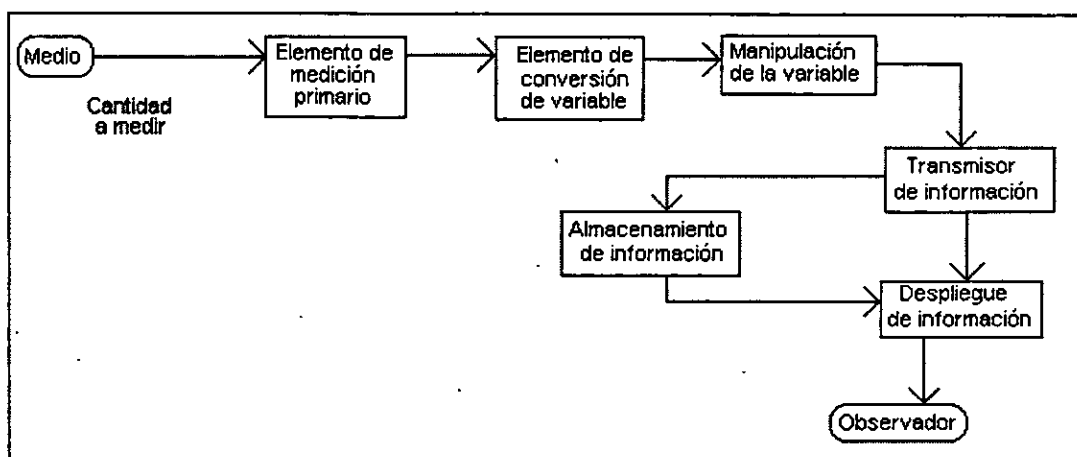 Medio
Cantidad
a medir
Elemento de
medición
primario
Elemento de
conversión
de variable
Manipulación
de la variable
Transmisor
de información
Almacenamiento
de información
Despliegue
de información
Observador